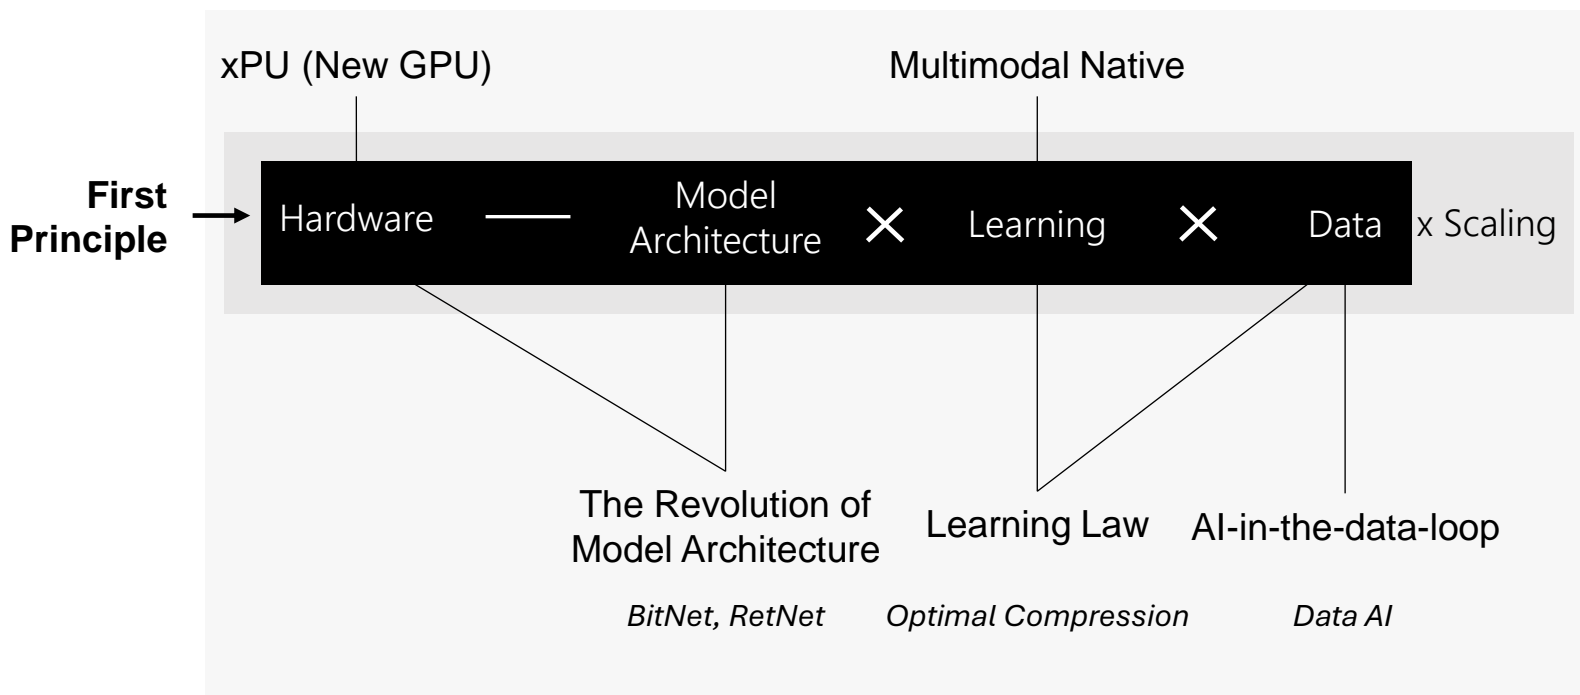 xPU (New GPU)
Multimodal Native
First
Principle
Hardware
Model
Architecture
Learning
Data
x Scaling
The Revolution of
Model Architecture
Learning Law
AI-in-the-data-loop
BitNet, RetNet
Optimal Compression
Data AI